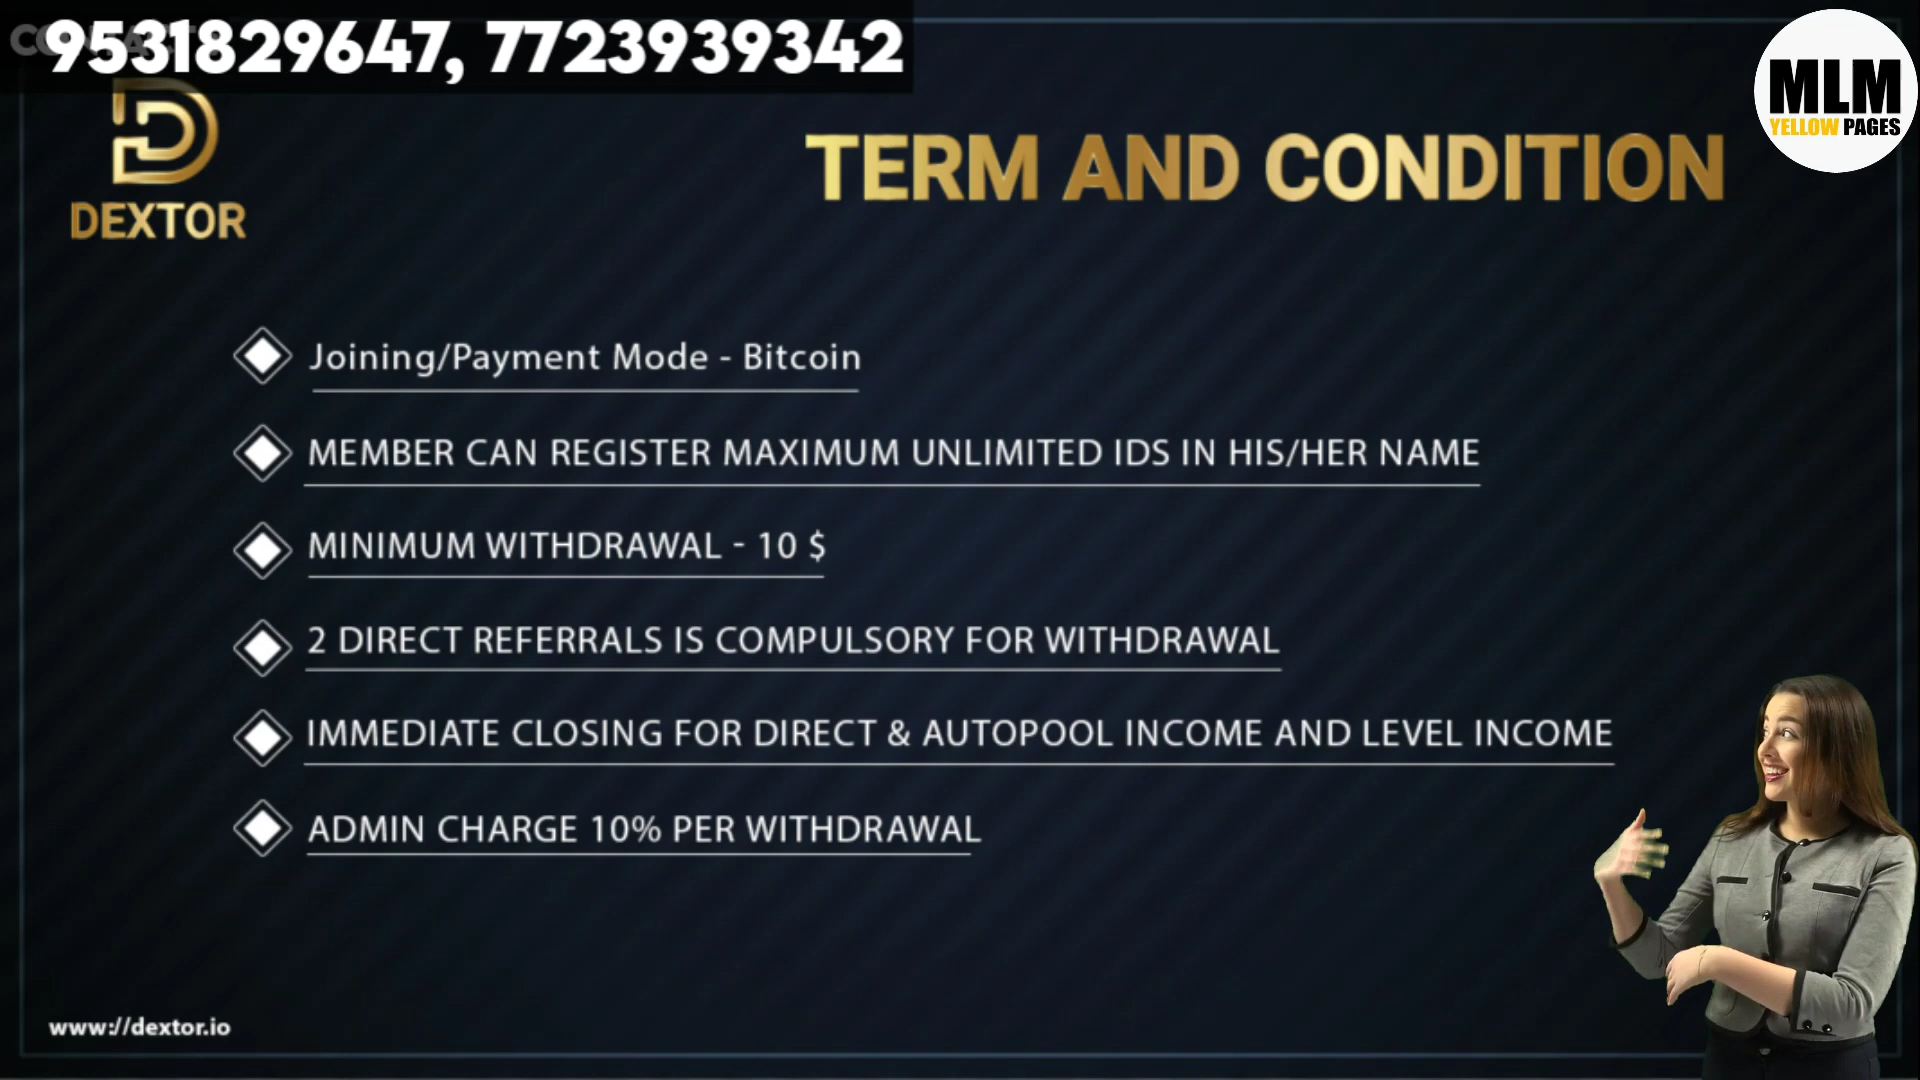 9531829647, 7723939342
MLM
YELLOW PAGES
DEXTOR
TERM AND CONDITION
Joining/Payment Mode - Bitcoin
MEMBER CAN REGISTER MAXIMUM UNLIMITED IDS IN HIS/HER NAME
MINIMUM WITHDRAWAL - 10 $
2 DIRECT REFERRALS IS COMPULSORY FOR WITHDRAWAL
IMMEDIATE CLOSING FOR DIRECT & AUTOPOOL INCOME AND LEVEL INCOME
ADMIN CHARGE 10% PER WITHDRAWAL
www://dextor.io